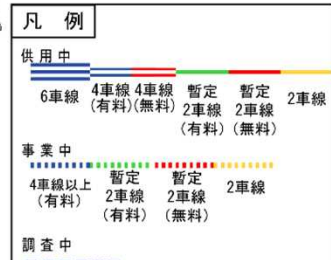 凡 例
供用中
6車線 4車線 4車線 暫定 暫定 2車線
(有料) (無料) 2車線 2車線
(有料) (無料)
事業中
4車線以上 暫定 暫定 2車線
(有料) 2車線 2車線
(有料) (無料)
調査中